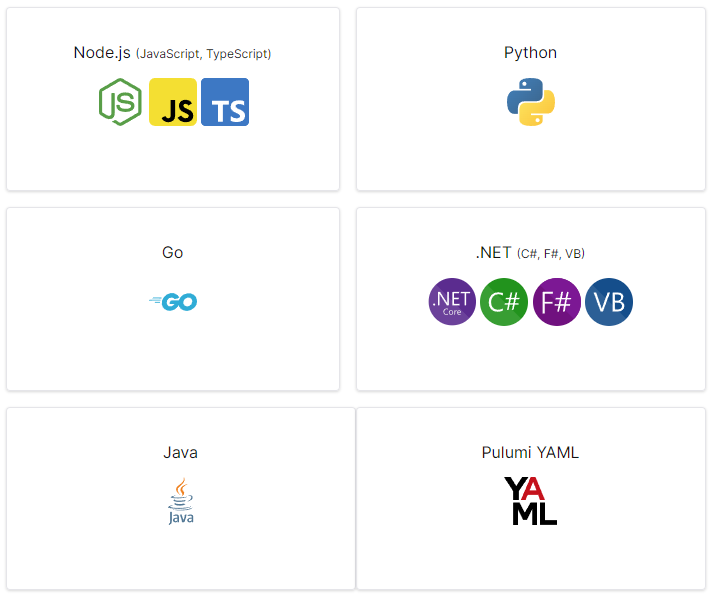 Node.js (JavaScript, TypeScript)
JS JS TS
Python
Go
GO
.NET (C#, F#, VB)
.NET Core C# F# VB
Java
Java
Pulumi YAML
YA
ML